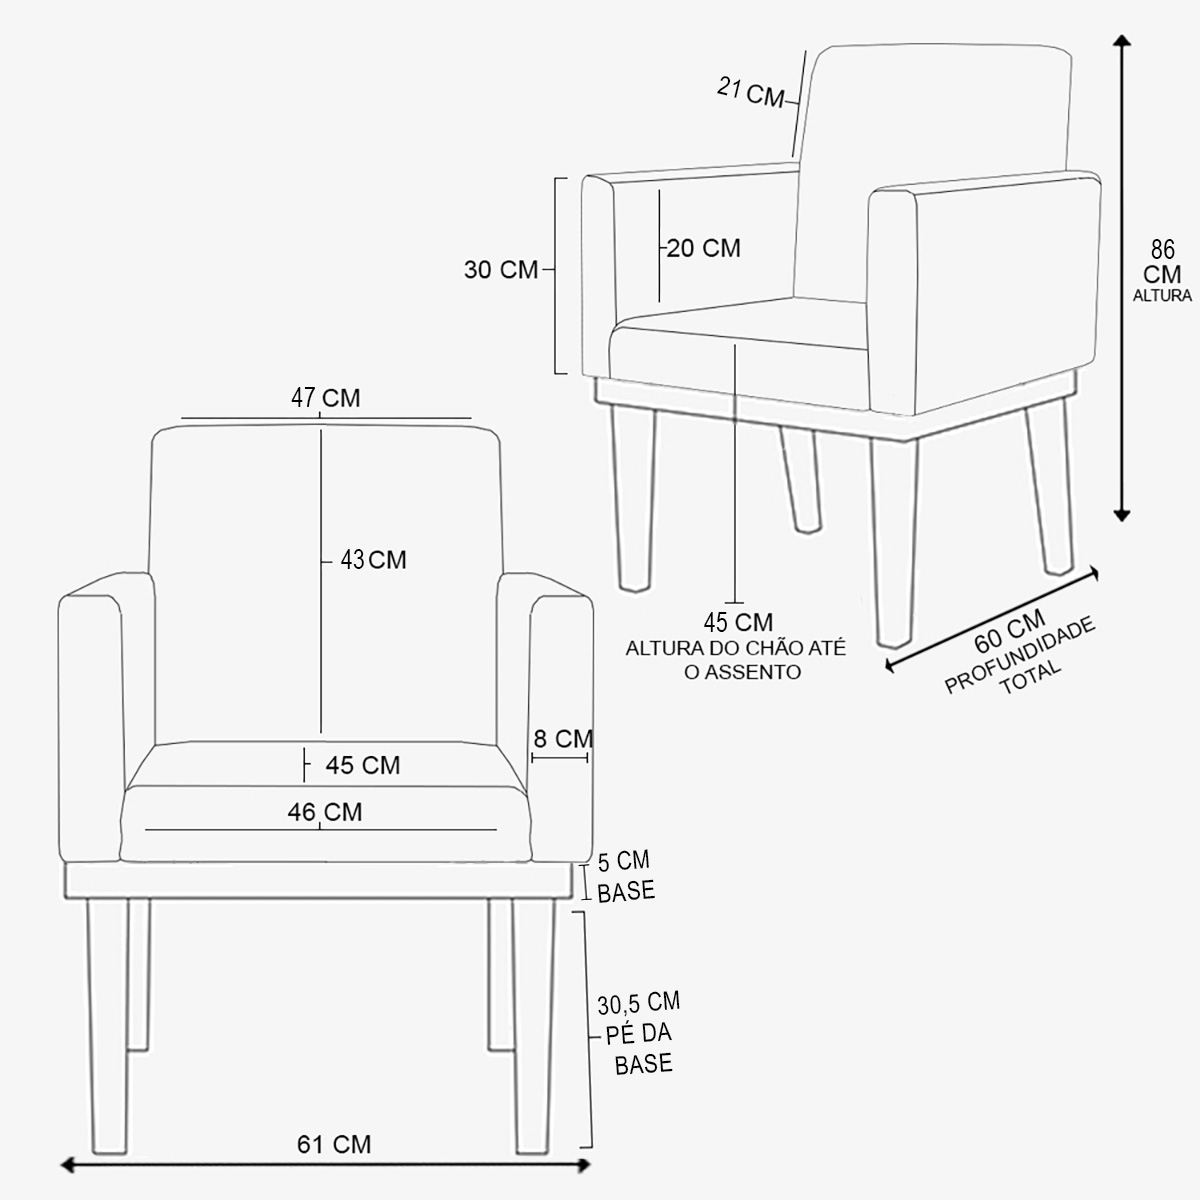 21 CM
20 CM
30 CM
86
CM
ALTURA
45 CM
ALTURA DO CHÃO ATÉ
O ASSENTO
60 CM
PROFUNDIDADE
TOTAL
47 CM
43 CM
8 CM
45 CM
46 CM
5 CM
BASE
30,5 CM
PÉ DA
BASE
61 CM